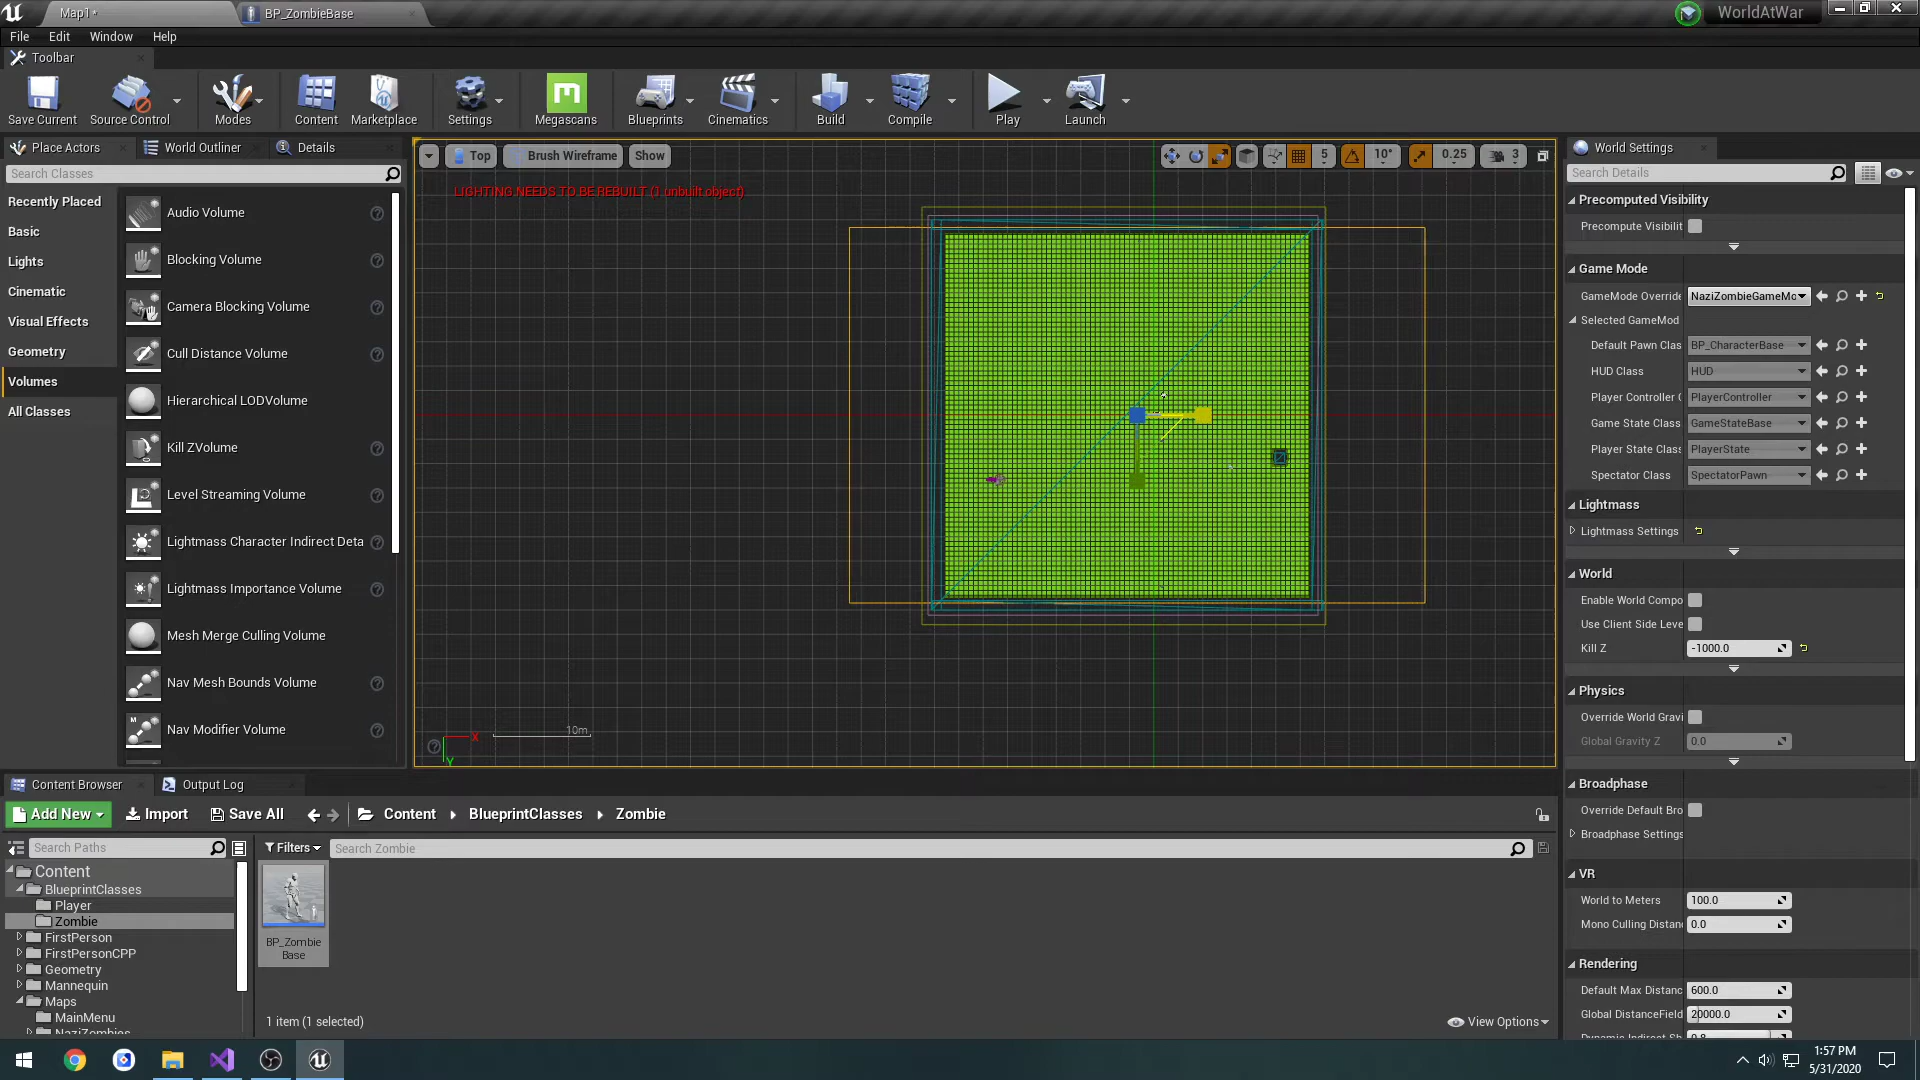 Map1*
BP_ZombieBase
WorldAtWar
File Edit Window Help
Toolbar
Save Current
Source Control
Modes
Content
Marketplace
Settings
Megascans
Blueprints
Cinematics
Build
Compile
Play
Launch
Place Actors
World Outliner
Details
Search Classes
Recently Placed
Basic
Lights
Cinematic
Visual Effects
Geometry
Volumes
All Classes
Audio Volume
Blocking Volume
Camera Blocking Volume
Cull Distance Volume
Hierarchical LODVolume
Kill ZVolume
Level Streaming Volume
Lightmass Character Indirect Deta
Lightmass Importance Volume
Mesh Merge Culling Volume
Nav Mesh Bounds Volume
Nav Modifier Volume
Top
Brush Wireframe
Show
5
10°
0.25
3
LIGHTING NEEDS TO BE REBUILT (1 unbuilt object)
X
Y
10m
World Settings
Search Details
Precomputed Visibility
Precompute Visibilit
Game Mode
GameMode Override NaziZombieGameMo
Selected GameMod
Default Pawn Clas BP_CharacterBase
HUD Class HUD
Player Controller C PlayerController
Game State Class GameStateBase
Player State Class PlayerState
Spectator Class SpectatorPawn
Lightmass
Lightmass Settings
World
Enable World Compo
Use Client Side Leve
Kill Z -1000.0
Physics
Override World Gravi
Global Gravity Z 0.0
Broadphase
Override Default Bro
Broadphase Settings
VR
World to Meters 100.0
Mono Culling Distanc 0.0
Rendering
Default Max Distanc 600.0
Global DistanceField 20000.0
Content Browser
Output Log
Add New
Import
Save All
Content BlueprintClasses Zombie
Search Paths
Filters
Search Zombie
Content
BlueprintClasses
Player
Zombie
FirstPerson
FirstPersonCPP
Geometry
Mannequin
Maps
MainMenu
NaziZombies
BP_Zombie
Base
1 item (1 selected)
View Options
1:57 PM
5/31/2020